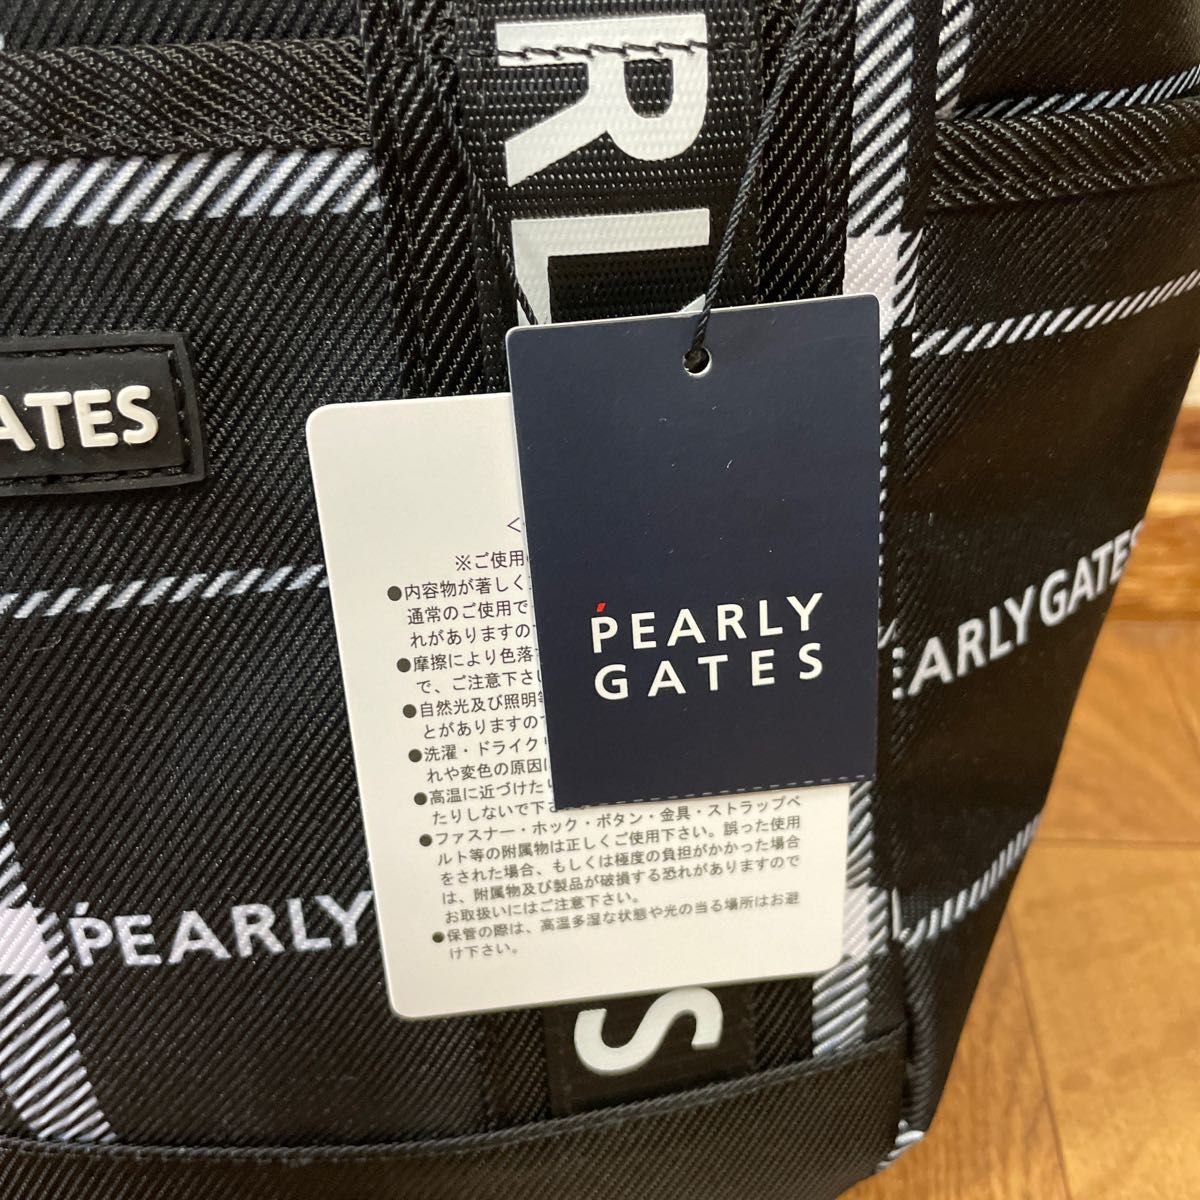 RLY
S
ATES
PEARLY
GATES
EARLY GATES
PEARLY
※ご使用
●内容物が著しく
通常のご使用で
れがありますので
●摩擦により色落
で、ご注意下さい
●自然光及び照明等
とがありますので
●洗濯・ドライク
れや変色の原因
●高温に近づけたり
たりしないで下さ
●ファスナー・ホック・ボタン・金具・ストラップベ
ルト等の附属物は正しくご使用下さい。誤った使用
をされた場合、もしくは極度の負担がかかった場合
は、附属物及び製品が破損する恐れがありますので
お取扱いにはご注意下さい。
●保管の際は、高温多湿な状態や光の当る場所はお避
け下さい。